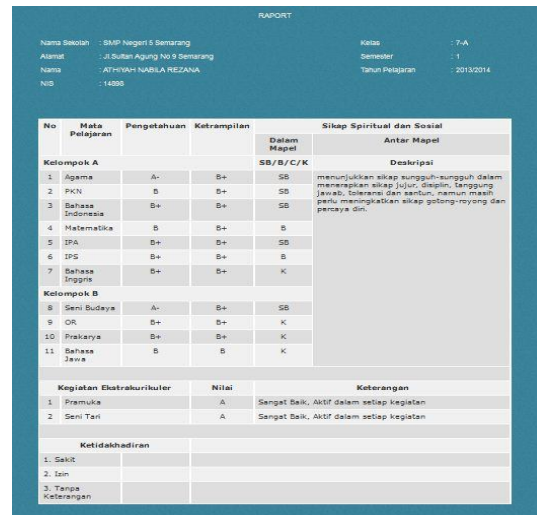 RAPORT
Nama Sekolah : SMP Negeri 5 Semarang Kelas : 7-A
Alamat : Jl.Sultan Agung No 9 Semarang Semester : 1
Nama : ATHIYAH NABILA REZANA Tahun Pelajaran : 2013/2014
NIS : 14898
No Mata Pelajaran Pengetahuan Ketrampilan Sikap Spiritual dan Sosial
Dalam Mapel Antar Mapel
Kelompok A SB/B/C/K Deskripsi
1 Agama A- B+ SB menunjukkan sikap sungguh-sungguh dalam
menerapkan sikap jujur, disiplin, tanggung
jawab, toleransi dan santun, namun masih
perlu meningkatkan sikap gotong-royong dan
percaya diri.
2 PKN B B+ SB
3 Bahasa Indonesia B+ B+ SB
4 Matematika B B+ B
5 IPA B+ B+ SB
6 IPS B+ B+ B
7 Bahasa Inggris B+ B+ K
Kelompok B
8 Seni Budaya A- B+ SB
9 OR B+ B+ K
10 Prakarya B+ B+ K
11 Bahasa Jawa B B K
Kegiatan Ekstrakurikuler Nilai Keterangan
1 Pramuka A Sangat Baik, Aktif dalam setiap kegiatan
2 Seni Tari A Sangat Baik, Aktif dalam setiap kegiatan
Ketidakhadiran
1. Sakit
2. Izin
3. Tanpa
Keterangan